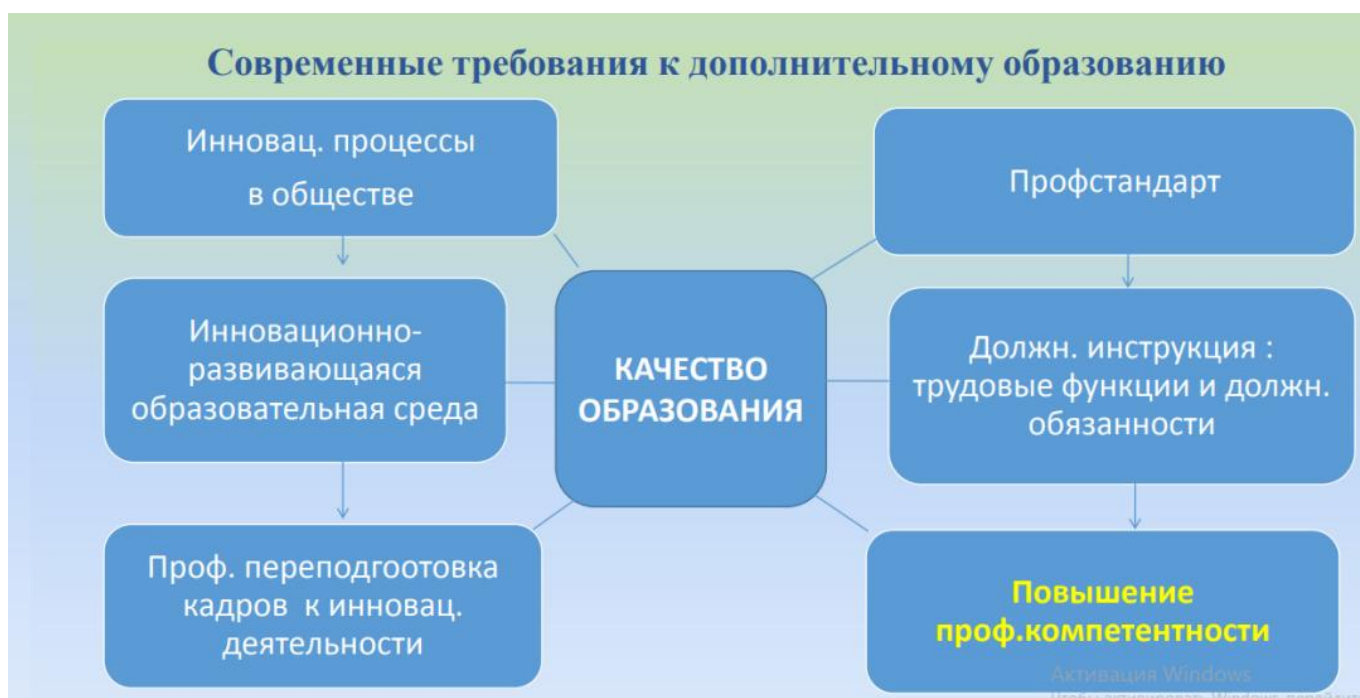 Современные требования к дополнительному образованию
Инновац. процессы
в обществе
Инновационно-
развивающаяся
образовательная среда
Проф. переподгоотовка
кадров к инновац.
деятельности
КАЧЕСТВО
ОБРАЗОВАНИЯ
Профстандарт
Должн. инструкция :
трудовые функции и должн.
обязанности
Повышение
проф.компетентности
Активация Windows